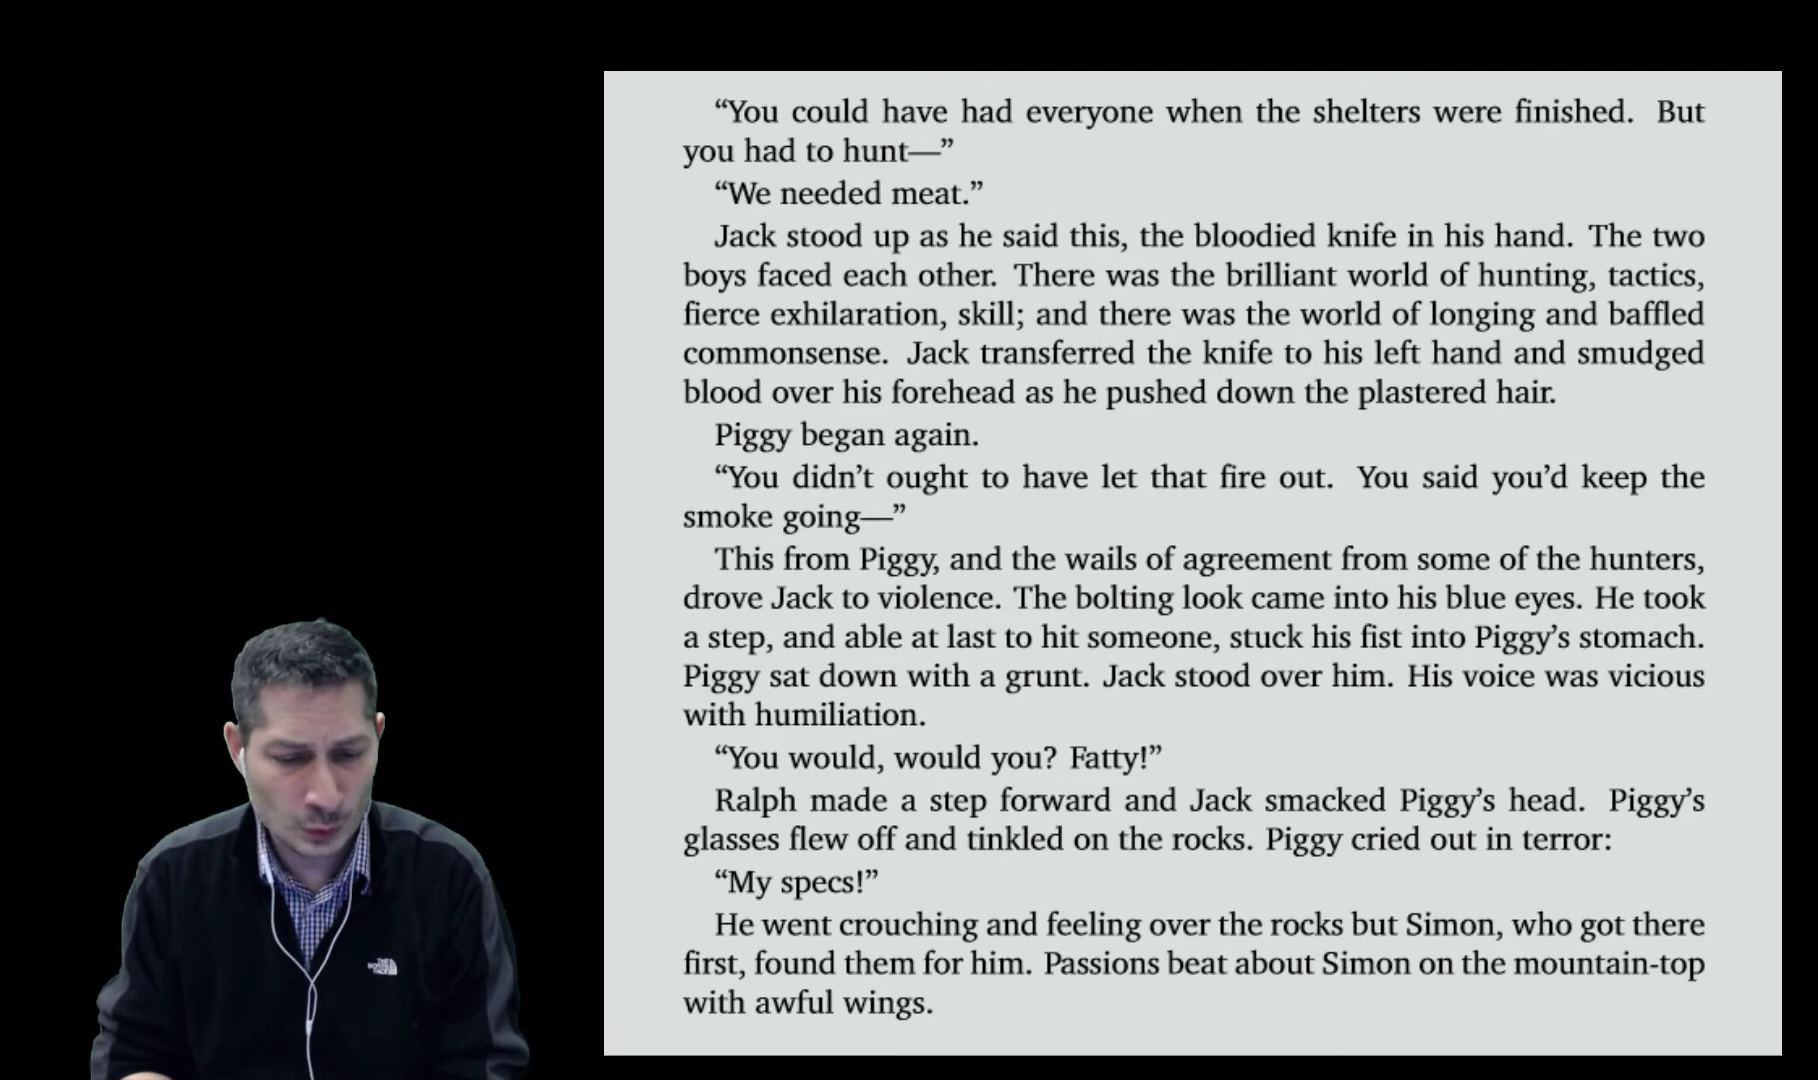 “You could have had everyone when the shelters were finished. But
you had to hunt—”
“We needed meat.”
Jack stood up as he said this, the bloodied knife in his hand. The two
boys faced each other. There was the brilliant world of hunting, tactics,
fierce exhilaration, skill; and there was the world of longing and baffled
commonsense. Jack transferred the knife to his left hand and smudged
blood over his forehead as he pushed down the plastered hair.
Piggy began again.
“You didn’t ought to have let that fire out. You said you’d keep the
smoke going—”
This from Piggy, and the wails of agreement from some of the hunters,
drove Jack to violence. The bolting look came into his blue eyes. He took
a step, and able at last to hit someone, stuck his fist into Piggy’s stomach.
Piggy sat down with a grunt. Jack stood over him. His voice was vicious
with humiliation.
“You would, would you? Fatty!”
Ralph made a step forward and Jack smacked Piggy’s head. Piggy’s
glasses flew off and tinkled on the rocks. Piggy cried out in terror:
“My specs!”
He went crouching and feeling over the rocks but Simon, who got there
first, found them for him. Passions beat about Simon on the mountain-top
with awful wings.
THE
NORTH
FACE